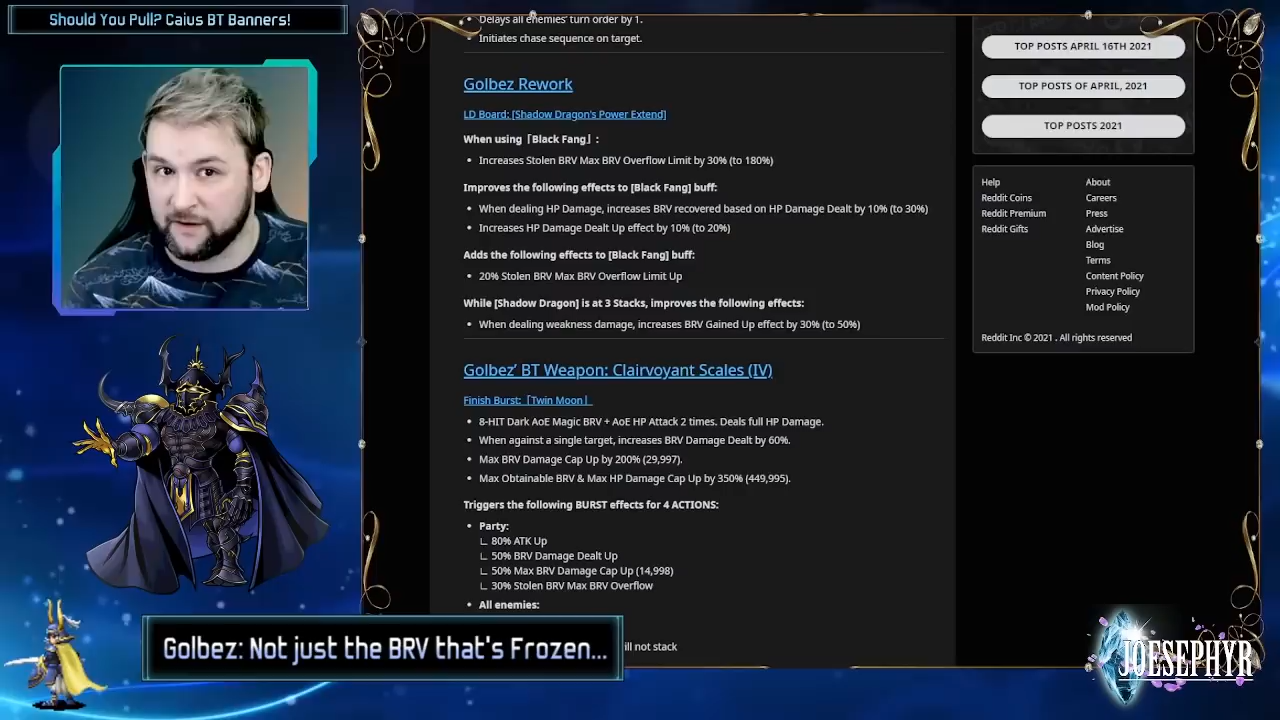 Should You Pull? Caius BT Banners!
Delays all enemies' turn order by 1.
Initiates chase sequence on target.
Golbez Rework
LD Board: [Shadow Dragon's Power Extend]
When using「Black Fang」:
Increases Stolen BRV Max BRV Overflow Limit by 30% (to 180%)
Improves the following effects to [Black Fang] buff:
When dealing HP Damage, increases BRV recovered based on HP Damage Dealt by 10% (to 30%)
Increases HP Damage Dealt Up effect by 10% (to 20%)
Adds the following effects to [Black Fang] buff:
20% Stolen BRV Max BRV Overflow Limit Up
While [Shadow Dragon] is at 3 Stacks, improves the following effects:
When dealing weakness damage, increases BRV Gained Up effect by 30% (to 50%)
Golbez' BT Weapon: Clairvoyant Scales (IV)
Finish Burst:「Twin Moon」
8-HIT Dark AoE Magic BRV + AoE HP Attack 2 times. Deals full HP Damage.
When against a single target, increases BRV Damage Dealt by 60%.
Max BRV Damage Cap Up by 200% (29,997).
Max Obtainable BRV & Max HP Damage Cap Up by 350% (449,995).
Triggers the following BURST effects for 4 ACTIONS:
Party:
∟ 80% ATK Up
∟ 50% BRV Damage Dealt Up
∟ 50% Max BRV Damage Cap Up (14,998)
∟ 30% Stolen BRV Max BRV Overflow
All enemies:
ill not stack
TOP POSTS APRIL 16TH 2021
TOP POSTS OF APRIL, 2021
TOP POSTS 2021
Help
Reddit Coins
Reddit Premium
Reddit Gifts
About
Careers
Press
Advertise
Blog
Terms
Content Policy
Privacy Policy
Mod Policy
Reddit Inc © 2021 . All rights reserved
Golbez: Not just the BRV that's Frozen...
JOESEPHYR